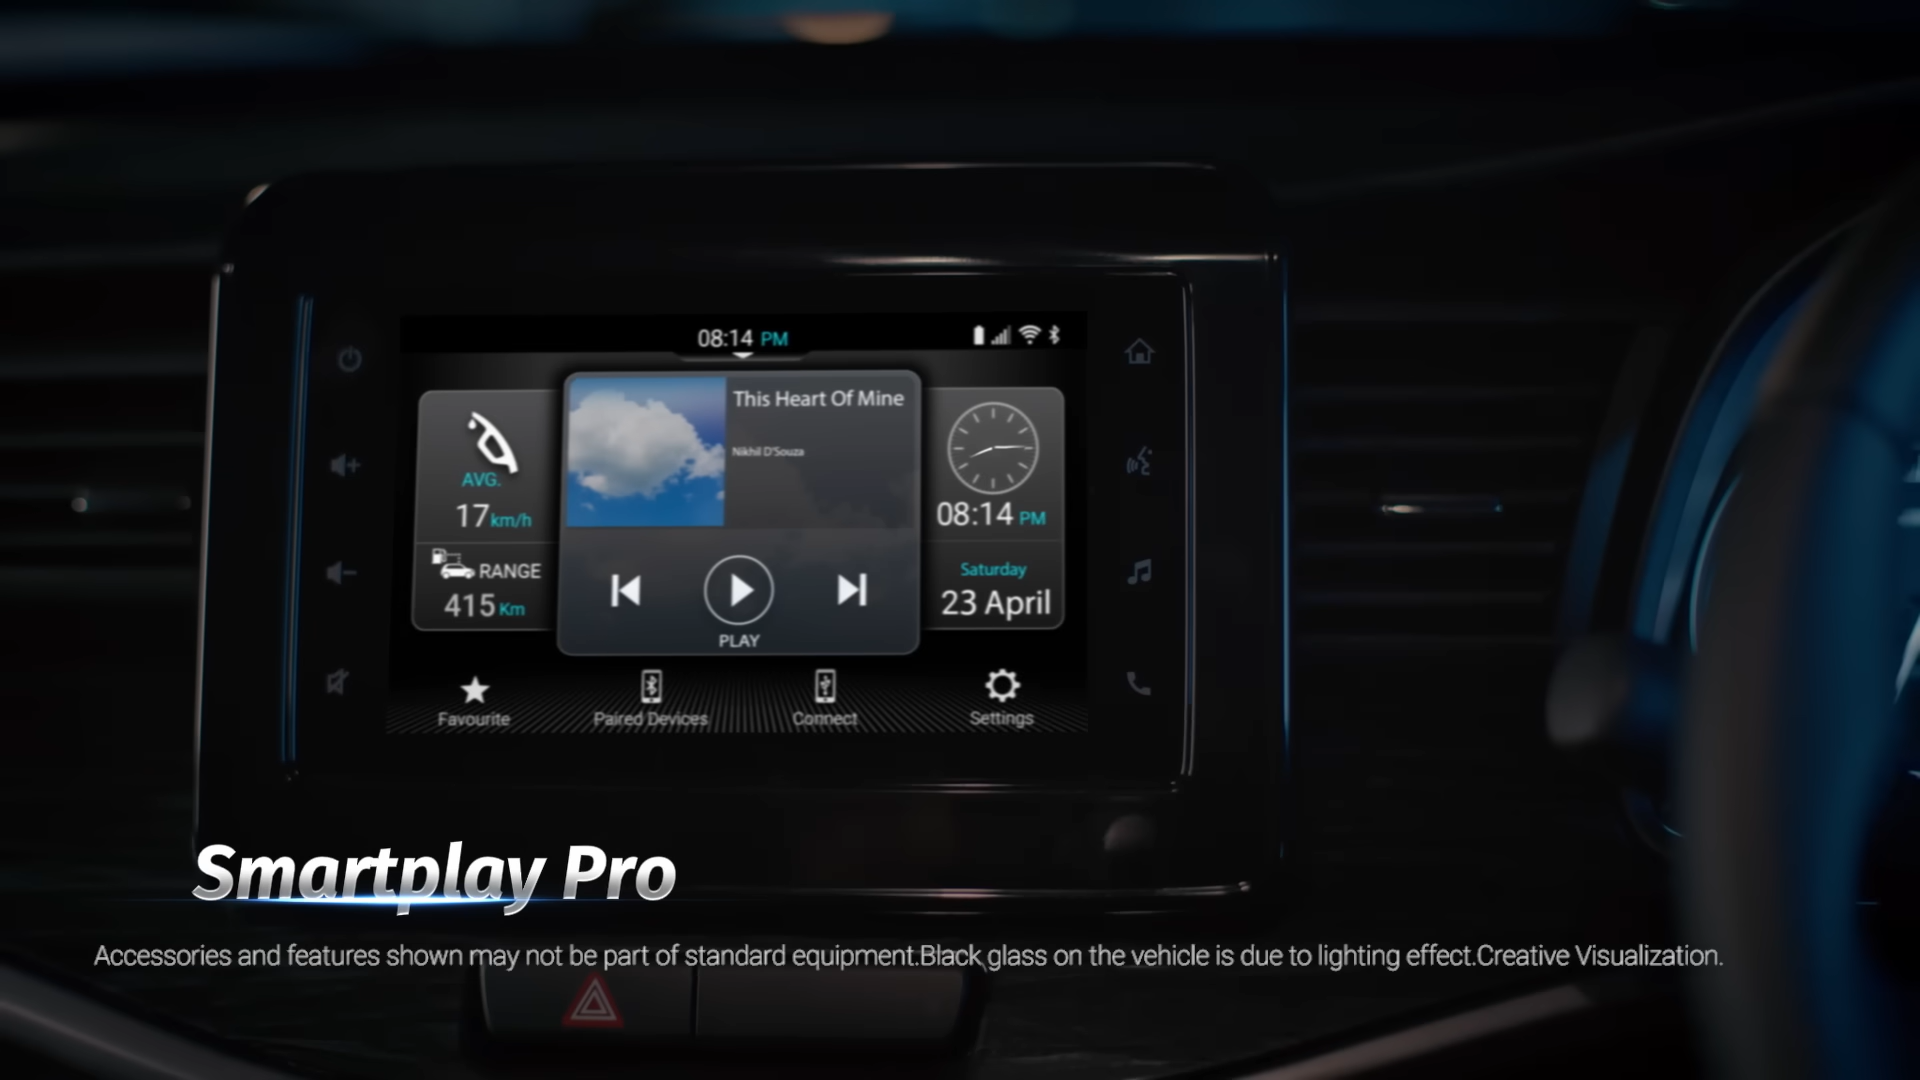 08:14 PM
This Heart Of Mine
Nikhil D'Souza
AVG.
17 km/h
RANGE
415 Km
PLAY
08:14 PM
Saturday
23 April
Favourite
Paired Devices
Connect
Settings
Smartplay Pro
Accessories and features shown may not be part of standard equipment.Black glass on the vehicle is due to lighting effect.Creative Visualization.